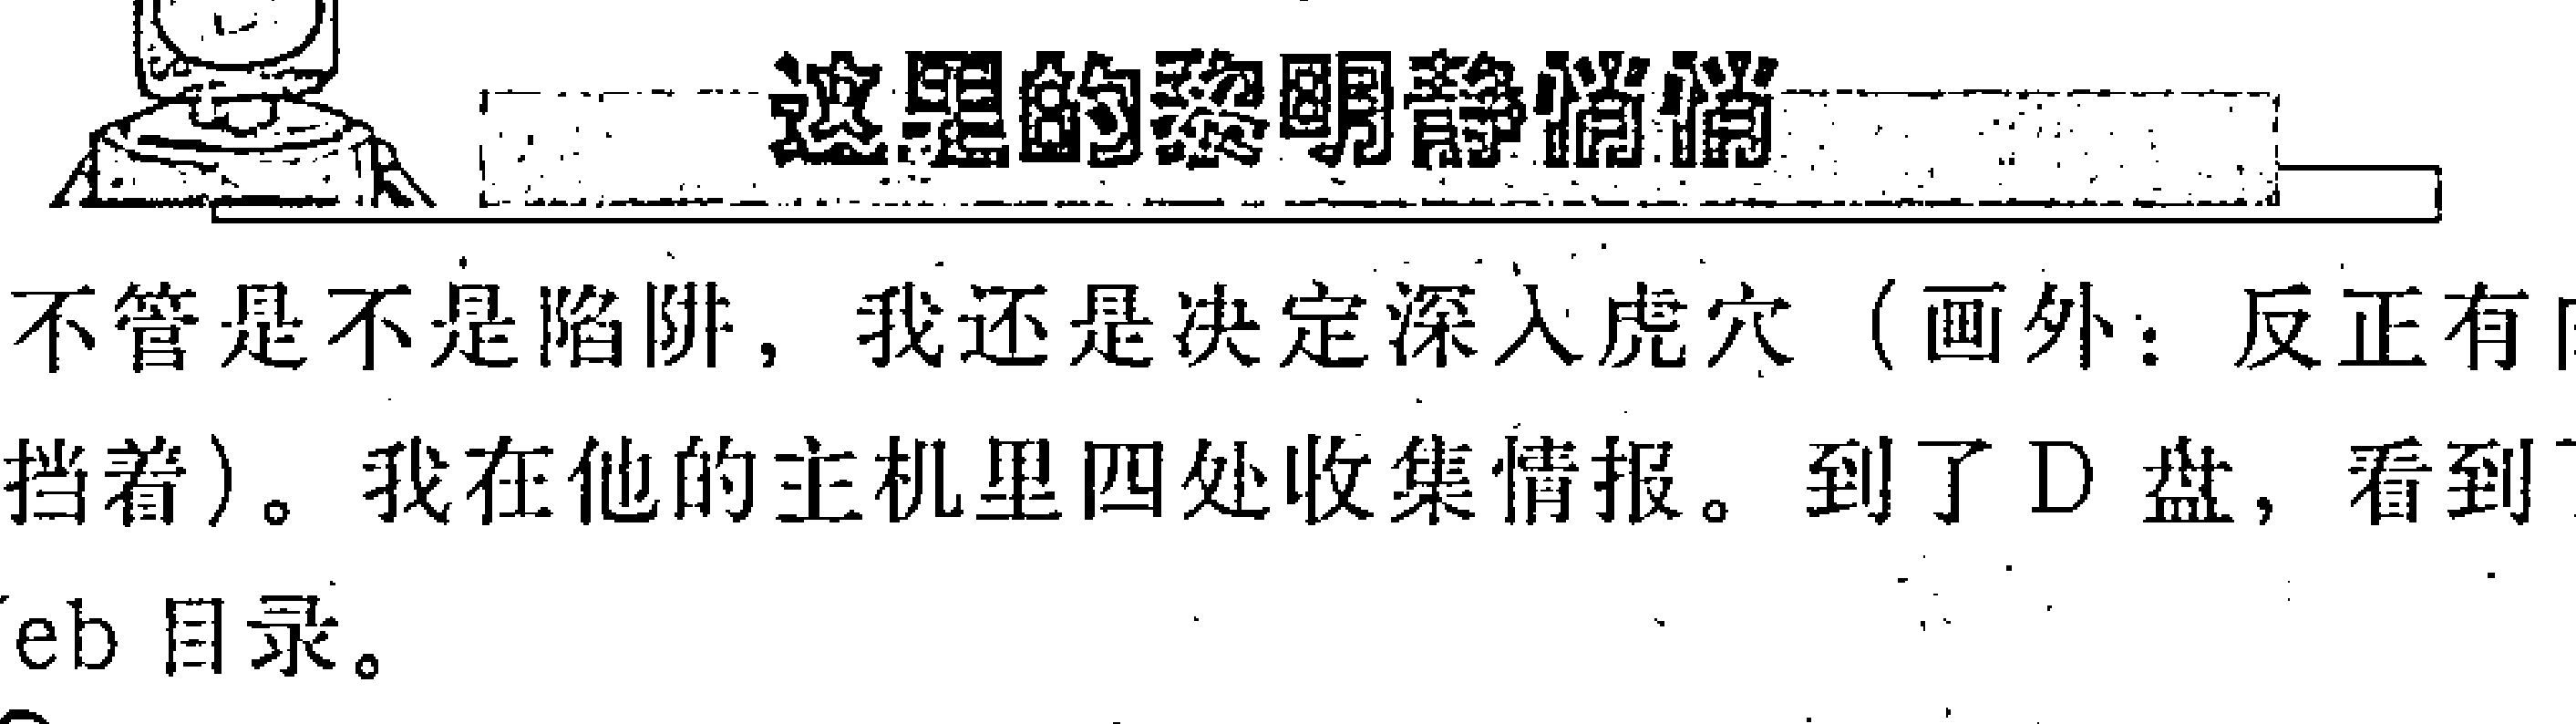 这里的黎明静悄悄
不管是不是陷阱，我还是决定深入虎穴（画外：反正有
挡着）。我在他的主机里四处收集情报。到了 D 盘，看到
eb 目录。